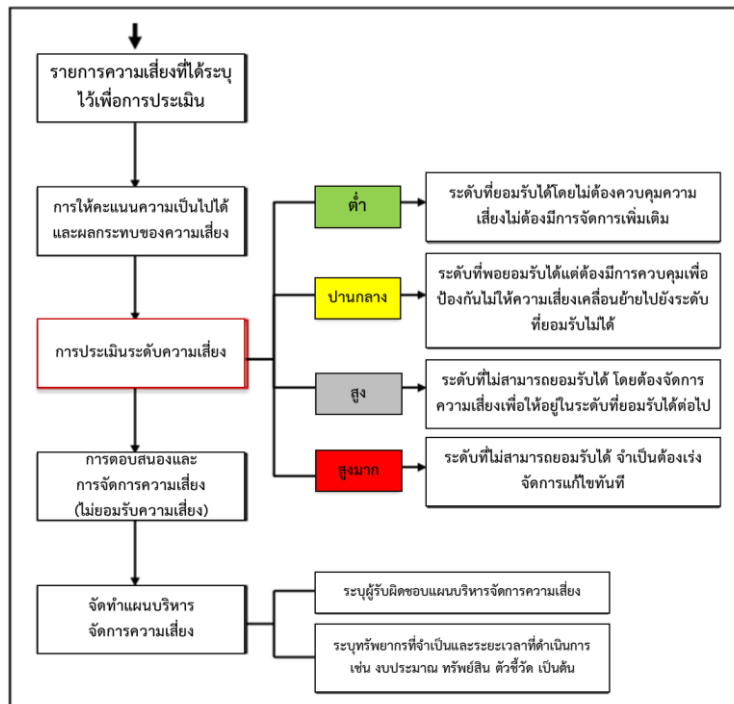 รายการความเสี่ยงที่ได้ระบุ
ไว้เพื่อการประเมิน
การให้คะแนนความเป็นไปได้
และผลกระทบของความเสี่ยง
การประเมินระดับความเสี่ยง
ต่ำ
ระดับที่ยอมรับได้โดยไม่ต้องควบคุมความ
เสี่ยงไม่ต้องมีการจัดการเพิ่มเติม
ปานกลาง
ระดับที่พอยอมรับได้แต่ต้องมีการควบคุมเพื่อ
ป้องกันไม่ให้ความเสี่ยงเคลื่อนย้ายไปยังระดับ
ที่ยอมรับไม่ได้
สูง
ระดับที่ไม่สามารถยอมรับได้ โดยต้องจัดการ
ความเสี่ยงเพื่อให้อยู่ในระดับที่ยอมรับได้ต่อไป
สูงมาก
ระดับที่ไม่สามารถยอมรับได้ จำเป็นต้องเร่ง
จัดการแก้ไขทันที
การตอบสนองและ
การจัดการความเสี่ยง
(ไม่ยอมรับความเสี่ยง)
จัดทำแผนบริหาร
จัดการความเสี่ยง
ระบุผู้รับผิดชอบแผนบริหารจัดการความเสี่ยง
ระบุทรัพยากรที่จำเป็นและระยะเวลาที่ดำเนินการ
เช่น งบประมาณ ทรัพย์สิน ตัวชี้วัด เป็นต้น